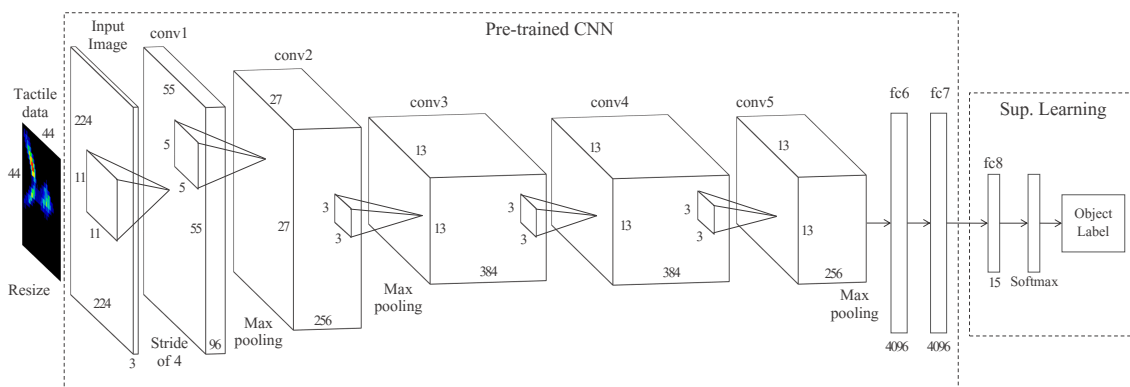 Pre-trained CNN
Input
Image
conv1
conv2
conv3
conv4
conv5
fc6
fc7
Sup. Learning
fc8
Tactile
data
44
44
Resize
224
11
11
224
3
55
5
5
55
Stride
of 4
96
27
27
Max
pooling
256
3
3
13
13
384
Max
pooling
3
3
13
13
384
3
3
13
13
256
Max
pooling
4096
4096
15
Softmax
Object
Label